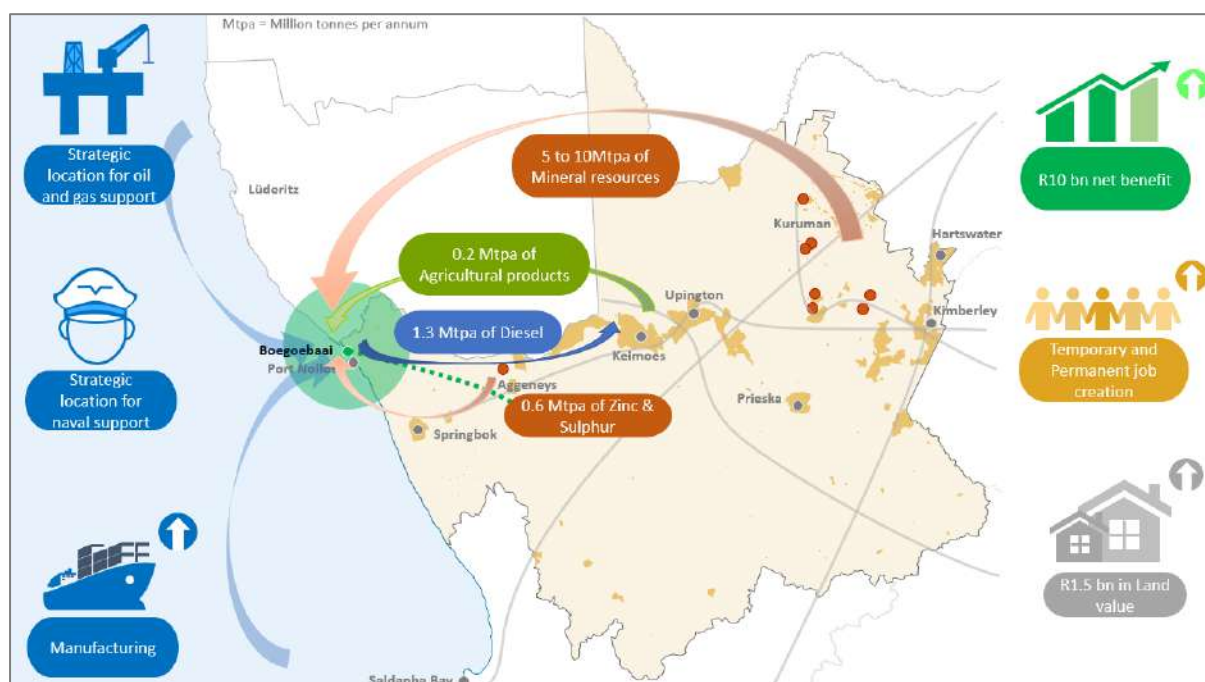 Mtpa = Million tonnes per annum
Strategic
location for oil
and gas support
Lüderitz
5 to 10Mtpa of
Mineral resources
R10 bn net benefit
Kuruman
Hartswater
0.2 Mtpa of
Agricultural products
Upington
Kimberley
1.3 Mtpa of Diesel
Boegoebaai
Port Nolloth
Keimoes
Temporary and
Permanent job
creation
Strategic
location for
naval support
Aggeneys
0.6 Mtpa of Zinc &
Sulphur
Prieska
Springbok
R1.5 bn in Land
value
Manufacturing
Saldanha Bay